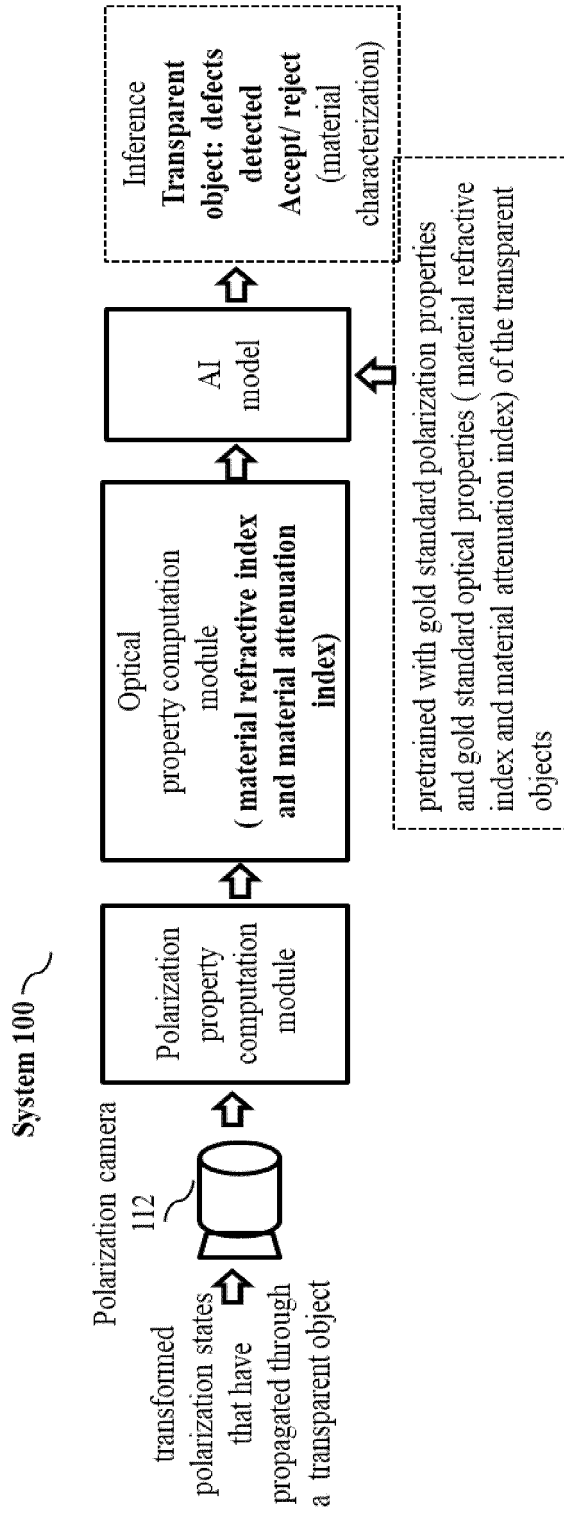 System 100
Polarization camera
112
transformed
polarization states
that have
propagated through
a transparent object
Polarization
property
computation
module
Optical
property computation
module
( material refractive index
and material attenuation
index)
AI
model
Inference
Transparent
object: defects
detected
Accept/ reject
(material
characterization)
pretrained with gold standard polarization properties
and gold standard optical properties ( material refractive
index and material attenuation index) of the transparent
objects